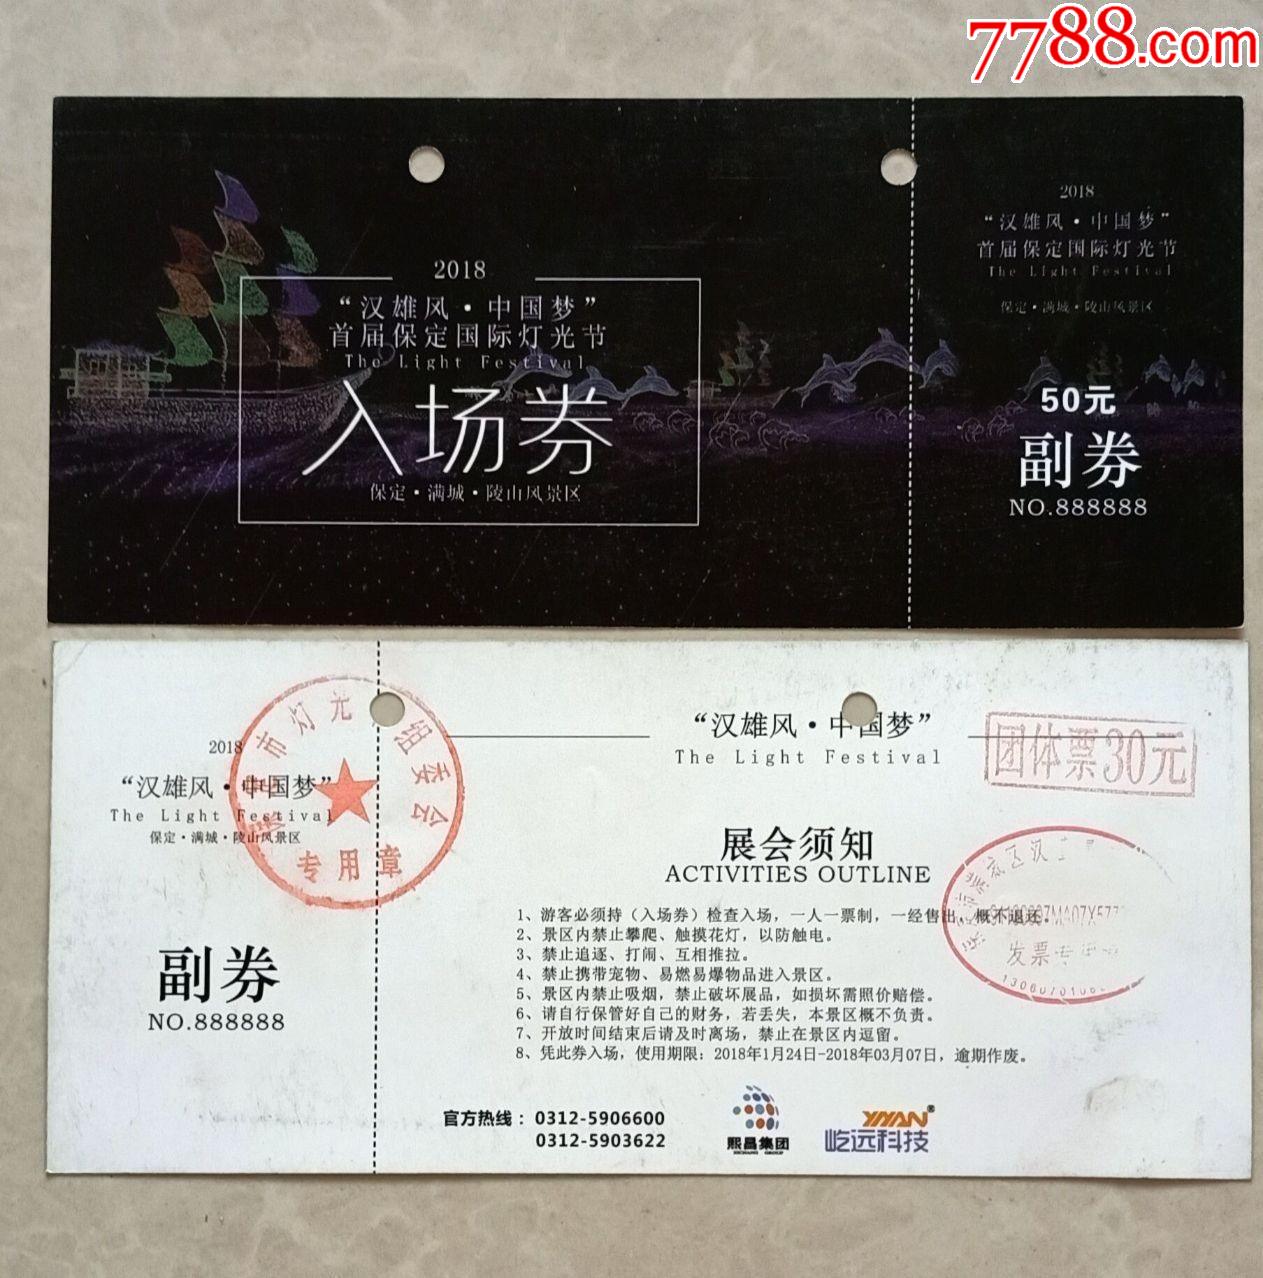 7788.com
2018
“汉雄风·中国梦”
首届保定国际灯光节
The Light Festival
入场券
保定·满城·陵山风景区
2018
“汉雄风·中国梦”
首届保定国际灯光节
The Light Festival
保定·满城·陵山风景区
50元
副券
NO.888888
2018
“汉雄风·中国梦”
The Light Festival
保定·满城·陵山风景区
副券
NO.888888
市灯光
组委会
专用章
“汉雄风·中国梦”
The Light Festival
团体票30元
展会须知
ACTIVITIES OUTLINE
1、游客必须持（入场券）检查入场，一人一票制，一经售出，概不退还。
2、景区内禁止攀爬、触摸花灯，以防触电。
3、禁止追逐、打闹、互相推拉。
4、禁止携带宠物、易燃易爆物品进入景区。
5、景区内禁止吸烟，禁止破坏展品，如损坏需照价赔偿。
6、请自行保管好自己的财务，若丢失，本景区概不负责。
7、开放时间结束后请及时离场，禁止在景区内逗留。
8、凭此券入场，使用期限：2018年1月24日-2018年03月07日，逾期作废。
发票专用
官方热线：0312-5906600
0312-5903622
熙昌集团
XICHANG GROUP
YIYUAN®
屹远科技